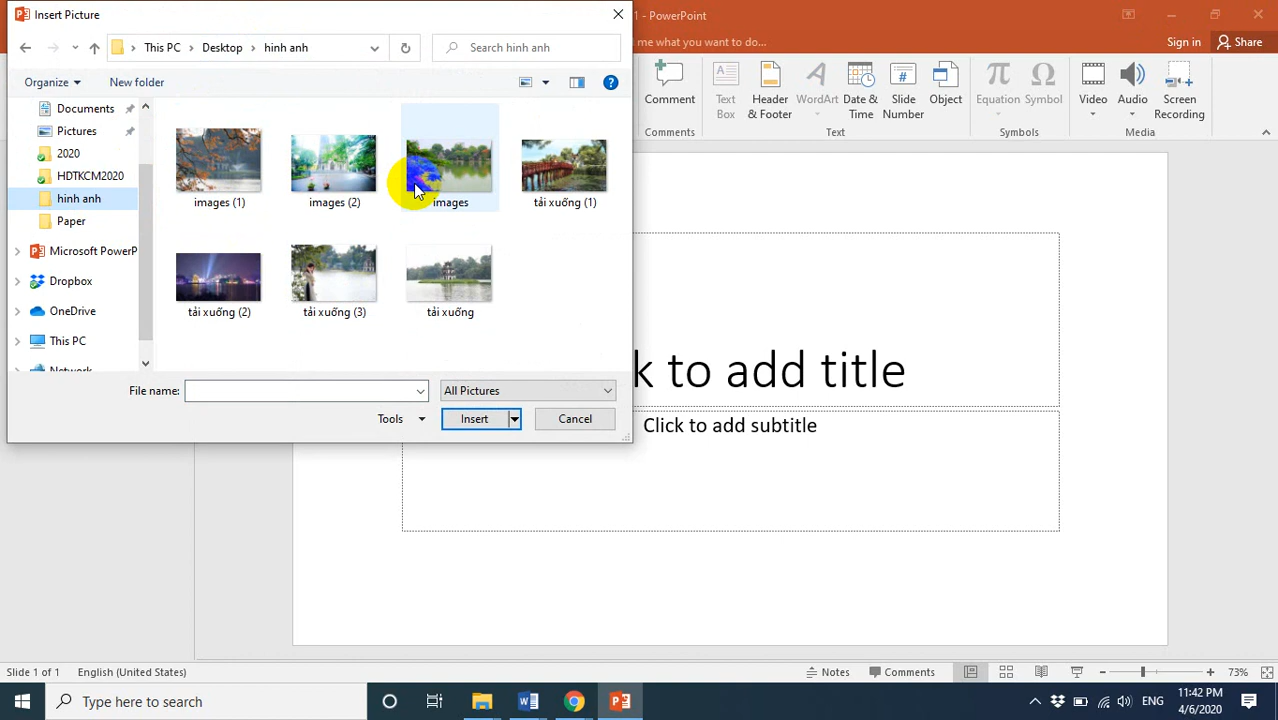 Insert Picture
1 - PowerPoint
This PC
Desktop
hinh anh
Search hinh anh
me what you want to do...
Sign in
Share
Organize
New folder
Comment
Text Box
Header & Footer
WordArt
Date & Time
Slide Number
Object
Equation
Symbol
Video
Audio
Screen Recording
Comments
Text
Symbols
Media
Documents
Pictures
2020
HDTKCM2020
hinh anh
Paper
Microsoft PowerP
Dropbox
OneDrive
This PC
Network
images (1)
images (2)
images
tải xuống (1)
tải xuống (2)
tải xuống (3)
tải xuống
File name:
All Pictures
Tools
Insert
Cancel
k to add title
Click to add subtitle
Slide 1 of 1
English (United States)
Notes
Comments
73%
Type here to search
ENG
11:42 PM
4/6/2020